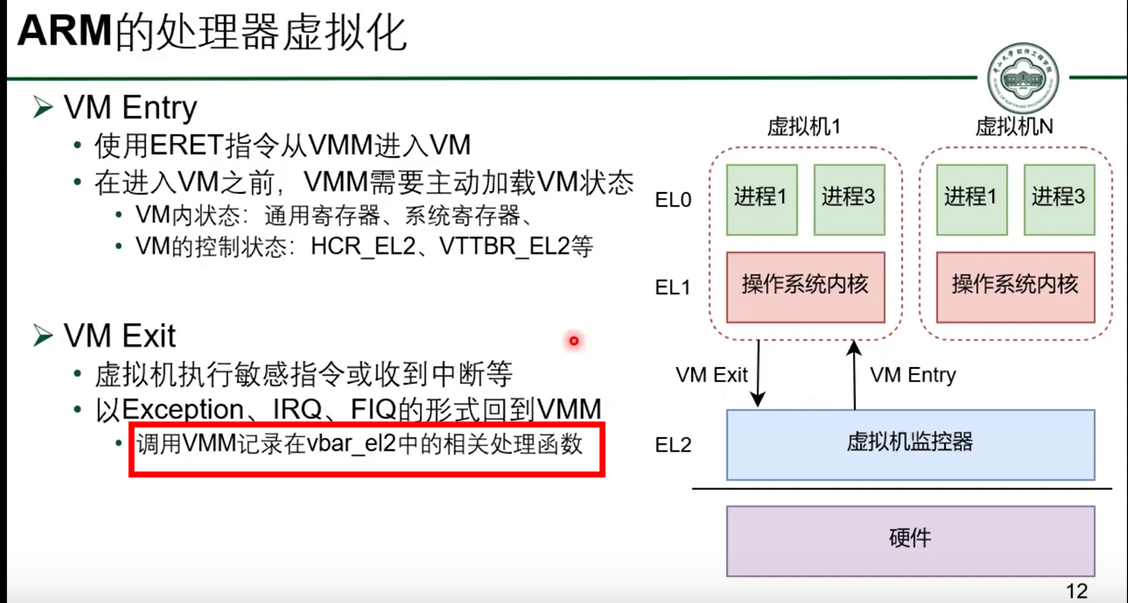 ARM的处理器虚拟化
VM Entry
使用ERET指令从VMM进入VM
在进入VM之前，VMM需要主动加载VM状态
VM内状态：通用寄存器、系统寄存器、
VM的控制状态：HCR_EL2、VTTBR_EL2等
VM Exit
虚拟机执行敏感指令或收到中断等
以Exception、IRQ、FIQ的形式回到VMM
调用VMM记录在vbar_el2中的相关处理函数
虚拟机1
虚拟机N
EL0
进程1
进程3
进程1
进程3
EL1
操作系统内核
操作系统内核
VM Exit
VM Entry
EL2
虚拟机监控器
硬件
12